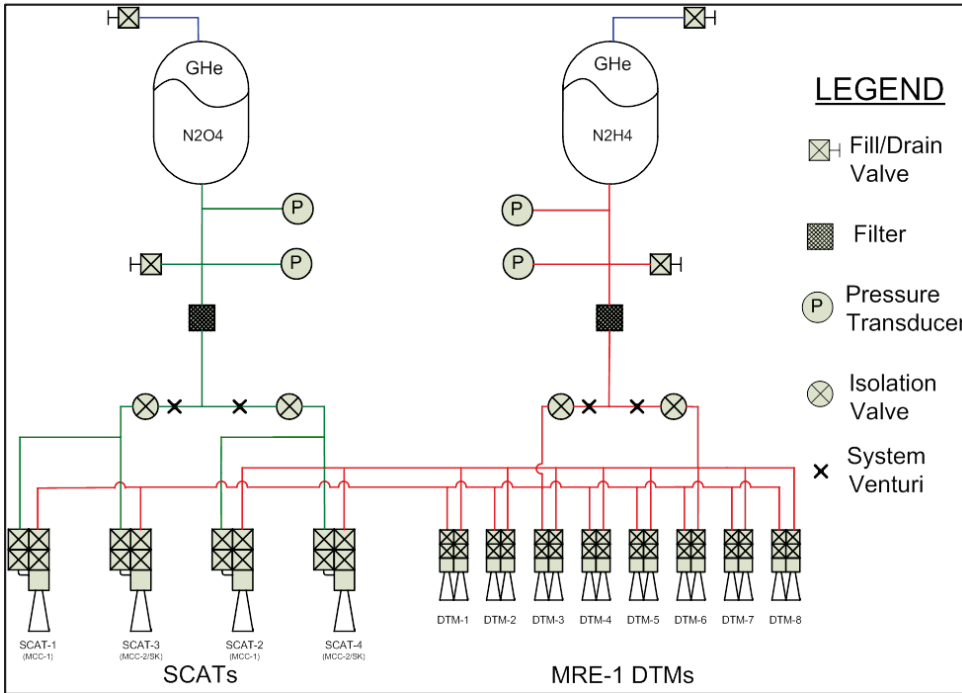 GHe
N2O4
GHe
N2H4
P
P
P
P
LEGEND
Fill/Drain
Valve
Filter
P
Pressure
Transducer
Isolation
Valve
System
Venturi
SCAT-1
(MCC-1)
SCAT-3
(MCC-2/SK)
SCAT-2
(MCC-1)
SCAT-4
(MCC-2/SK)
DTM-1
DTM-2
DTM-3
DTM-4
DTM-5
DTM-6
DTM-7
DTM-8
SCATs
MRE-1 DTMs